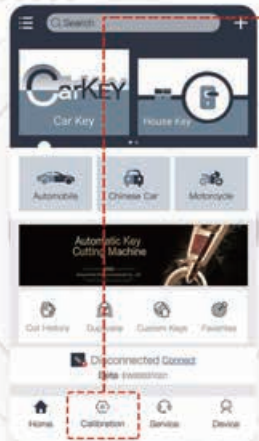 Search
CarKEY
Car Key
House Key
Automobile
Chinese Car
Motorcycle
Automatic Key
Cutting Machine
Cut History
Duplicate
Custom Keys
Favorites
Disconnected Connect
Home
Calibration
Service
Device